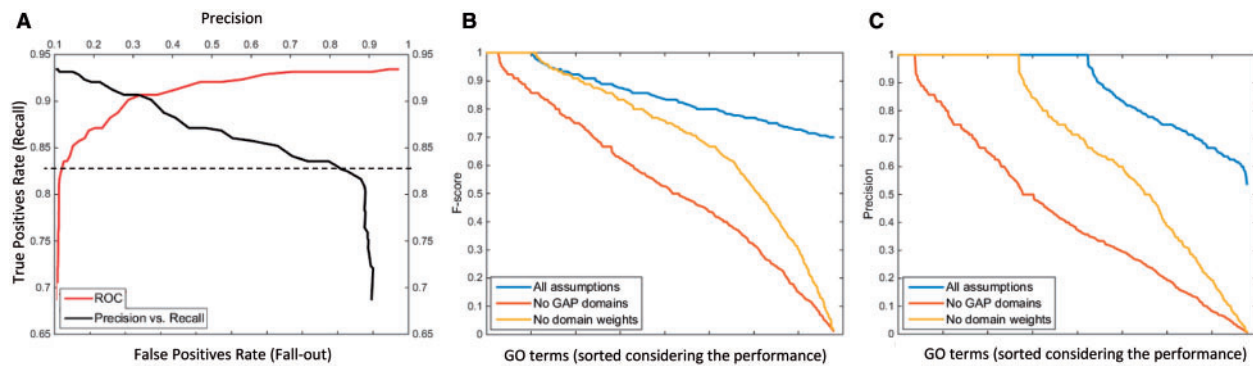 A
Precision
0.1 0.2 0.3 0.4 0.5 0.6 0.7 0.8 0.9 1
0.95
0.9
0.85
0.8
0.75
0.7
0.65
0.95
0.9
0.85
0.8
0.75
0.7
0.65
True Positives Rate (Recall)
ROC
Precision vs. Recall
False Positives Rate (Fall-out)
B
1
0.9
0.8
0.7
0.6
0.5
0.4
0.3
0.2
0.1
0
F-score
All assumptions
No GAP domains
No domain weights
GO terms (sorted considering the performance)
C
1
0.9
0.8
0.7
0.6
0.5
0.4
0.3
0.2
0.1
0
Precision
All assumptions
No GAP domains
No domain weights
GO terms (sorted considering the performance)